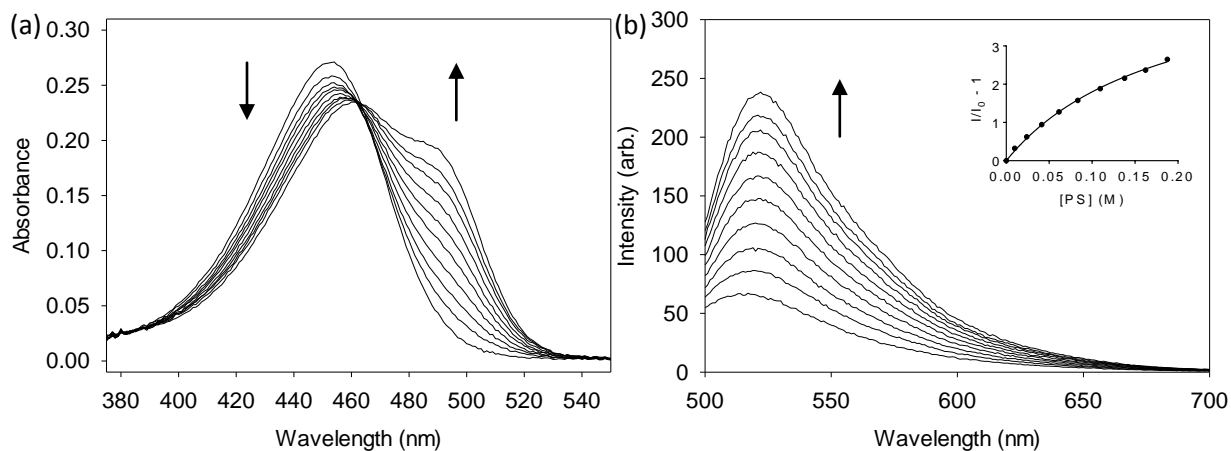 (a)
0.30
0.25
0.20
0.15
0.10
0.05
0.00
Absorbance
380 400 420 440 460 480 500 520 540
Wavelength (nm)
(b)
300
250
200
150
100
50
0
Intensity (arb.)
500 550 600 650 700
Wavelength (nm)
3
2
1
0
I/I0 - 1
0.00 0.05 0.10 0.15 0.20
[PS] (M)